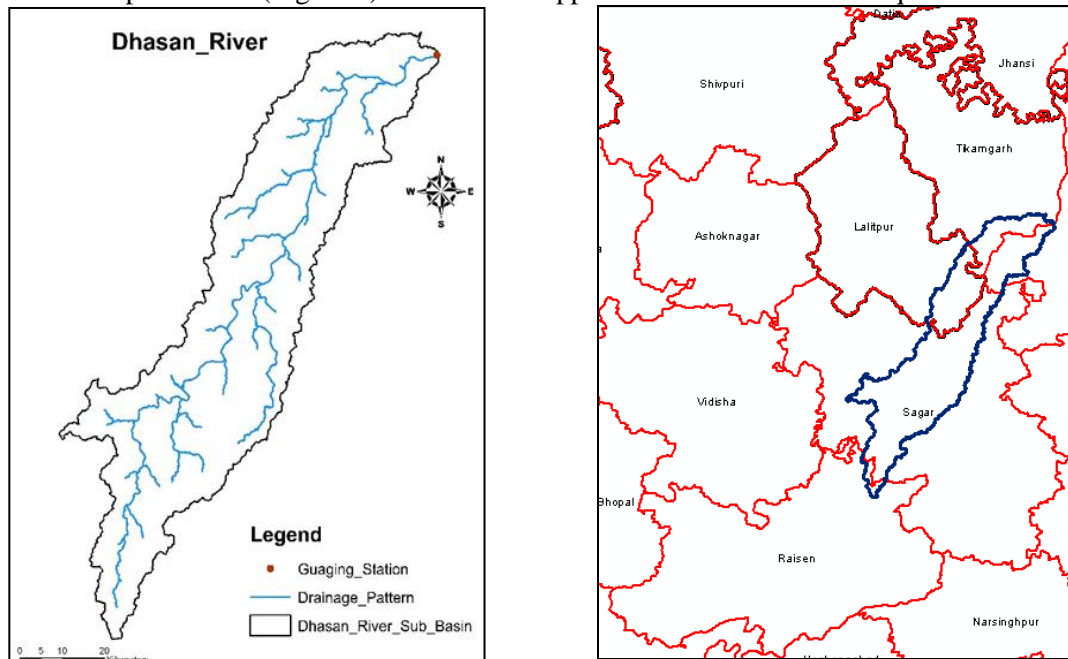 Dhasan_River
N
W E
S
Legend
Guaging_Station
Drainage_Pattern
Dhasan_River_Sub_Basin
0 5 10 20
Datia
Shivpuri
Jhansi
Tikamgarh
Lalitpur
Ashoknagar
Vidisha
Sagar
Bhopal
Raisen
Narsinghpur